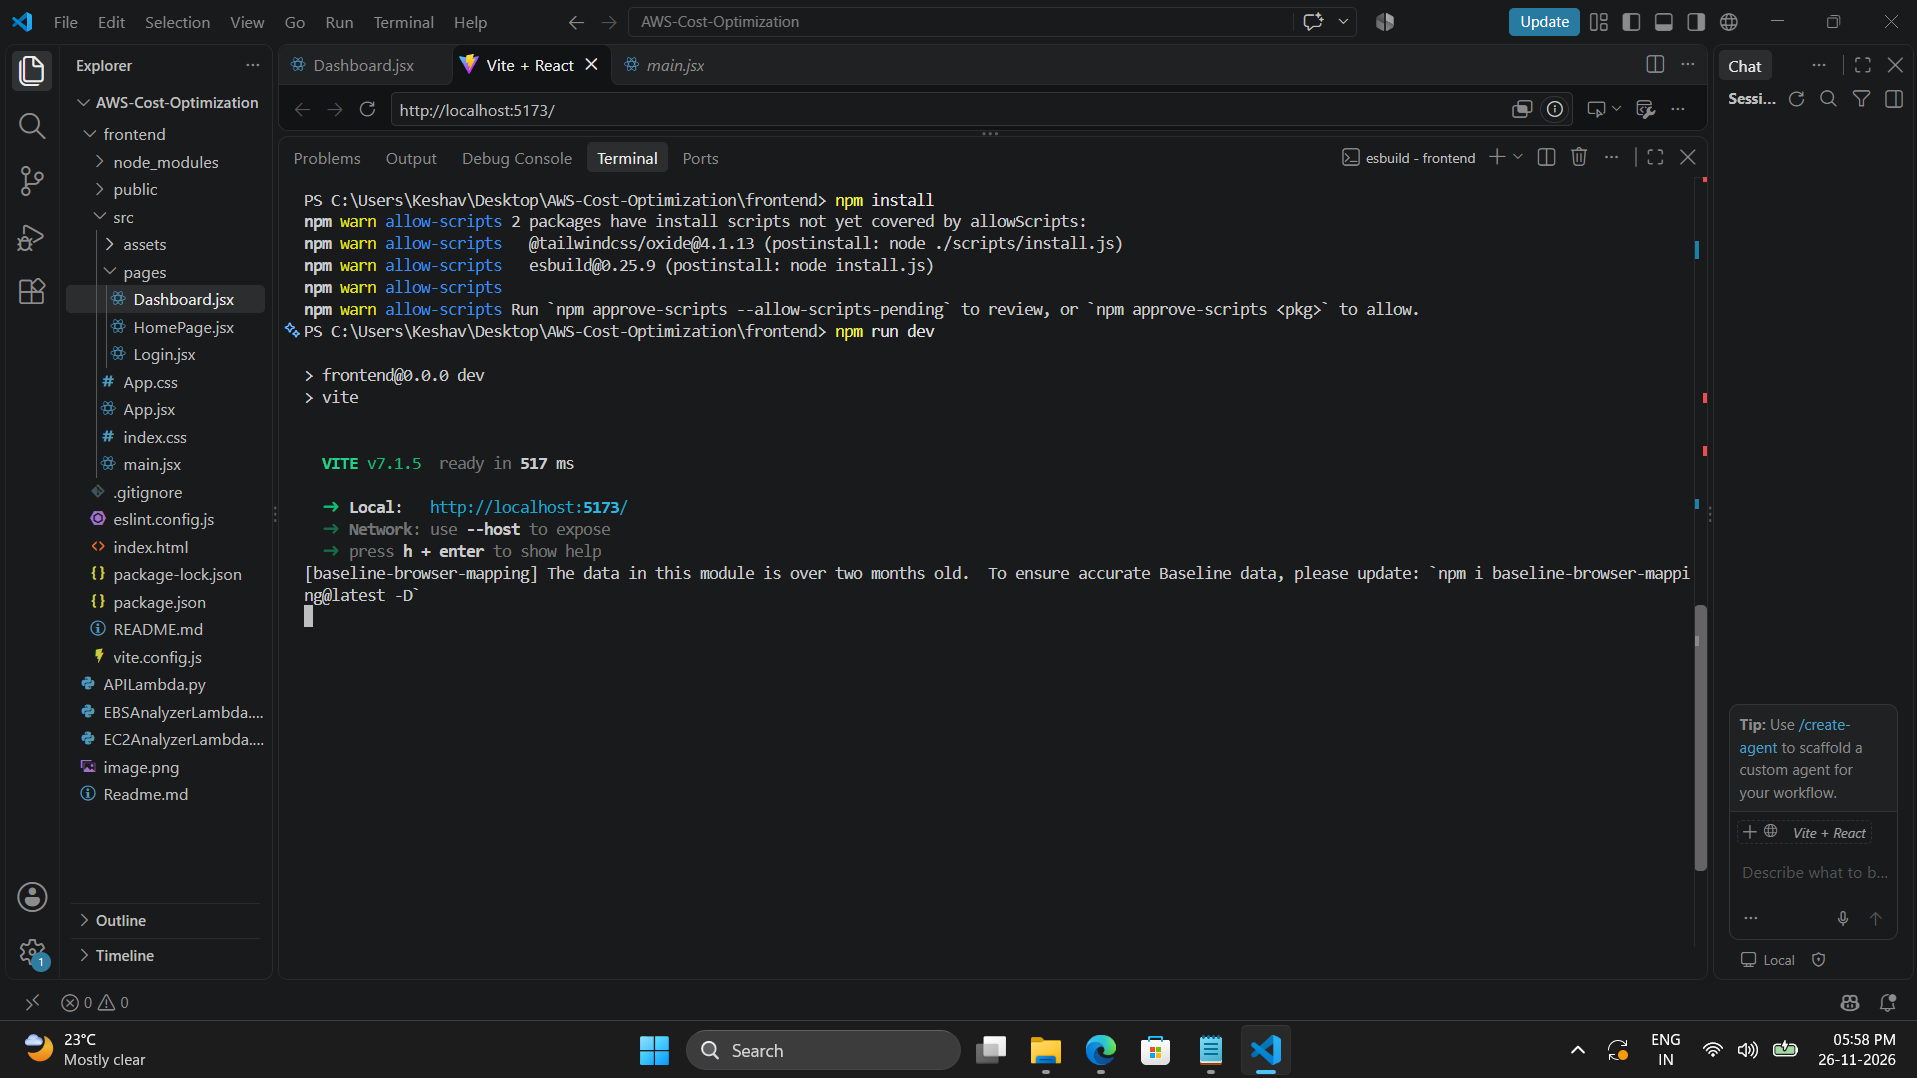 File Edit Selection View Go Run Terminal Help
AWS-Cost-Optimization
Update
Explorer
AWS-Cost-Optimization
frontend
node_modules
public
src
assets
pages
Dashboard.jsx
HomePage.jsx
Login.jsx
App.css
App.jsx
index.css
main.jsx
.gitignore
eslint.config.js
index.html
package-lock.json
package.json
README.md
vite.config.js
APILambda.py
EBSAnalyzerLambda....
EC2AnalyzerLambda....
image.png
Readme.md
Outline
Timeline
Dashboard.jsx
Vite + React
main.jsx
http://localhost:5173/
Problems Output Debug Console Terminal Ports
esbuild - frontend
PS C:\Users\Keshav\Desktop\AWS-Cost-Optimization\frontend> npm install
npm warn allow-scripts 2 packages have install scripts not yet covered by allowScripts:
npm warn allow-scripts   @tailwindcss/oxide@4.1.13 (postinstall: node ./scripts/install.js)
npm warn allow-scripts   esbuild@0.25.9 (postinstall: node install.js)
npm warn allow-scripts
npm warn allow-scripts Run `npm approve-scripts --allow-scripts-pending` to review, or `npm approve-scripts <pkg>` to allow.
PS C:\Users\Keshav\Desktop\AWS-Cost-Optimization\frontend> npm run dev
> frontend@0.0.0 dev
> vite
VITE v7.1.5  ready in 517 ms
➜ Local:   http://localhost:5173/
➜ Network: use --host to expose
➜ press h + enter to show help
[baseline-browser-mapping] The data in this module is over two months old.  To ensure accurate Baseline data, please update: `npm i baseline-browser-mappi
ng@latest -D`
Chat
Sessi...
Tip: Use /create-
agent to scaffold a
custom agent for
your workflow.
Vite + React
Describe what to b...
Local
1
0 0
23°C
Mostly clear
Search
ENG
IN
05:58 PM
26-11-2026